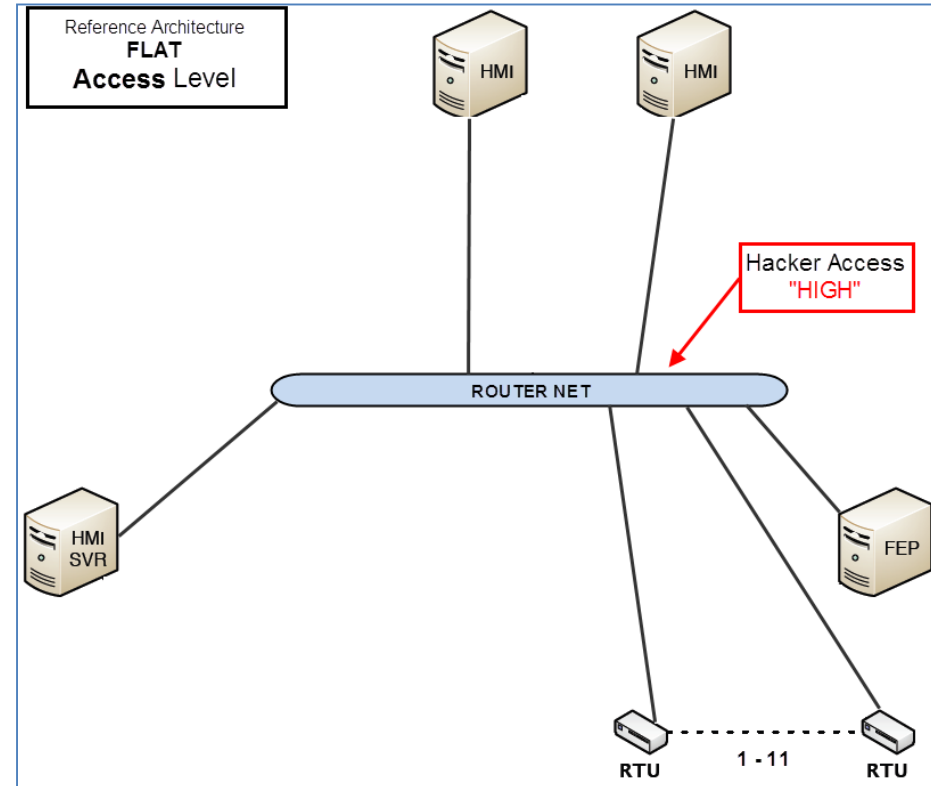 Reference Architecture
FLAT
Access Level
HMI
HMI
Hacker Access
"HIGH"
ROUTER NET
HMI
SVR
FEP
1 - 11
RTU
RTU